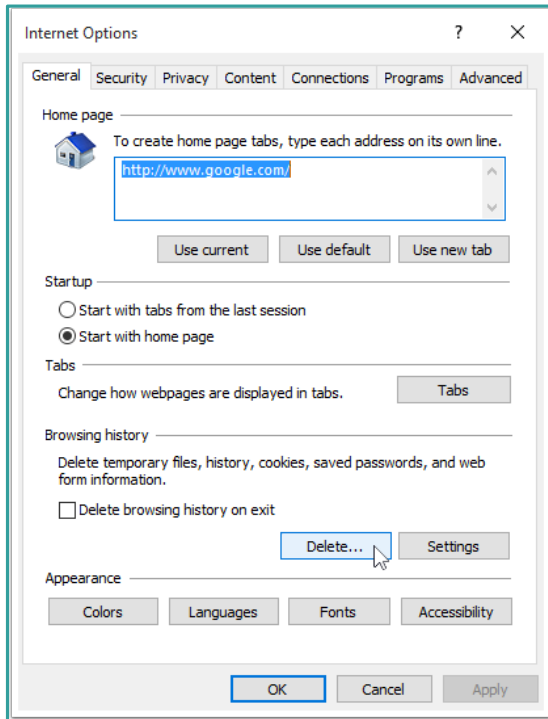 Internet Options ?
General Security Privacy Content Connections Programs Advanced
Home page
To create home page tabs, type each address on its own line.
http://www.google.com/
Use current Use default Use new tab
Startup
Start with tabs from the last session
Start with home page
Tabs
Change how webpages are displayed in tabs. Tabs
Browsing history
Delete temporary files, history, cookies, saved passwords, and web
form information.
Delete browsing history on exit
Delete... Settings
Appearance
Colors Languages Fonts Accessibility
OK Cancel Apply